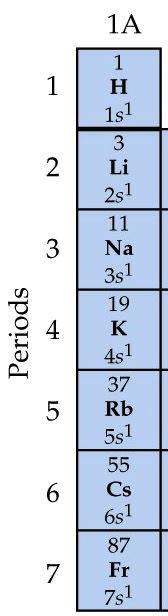 1A
1
1
H
1s¹
2
3
Li
2s¹
3
11
Na
3s¹
Periods
4
19
K
4s¹
5
37
Rb
5s¹
6
55
Cs
6s¹
7
87
Fr
7s¹